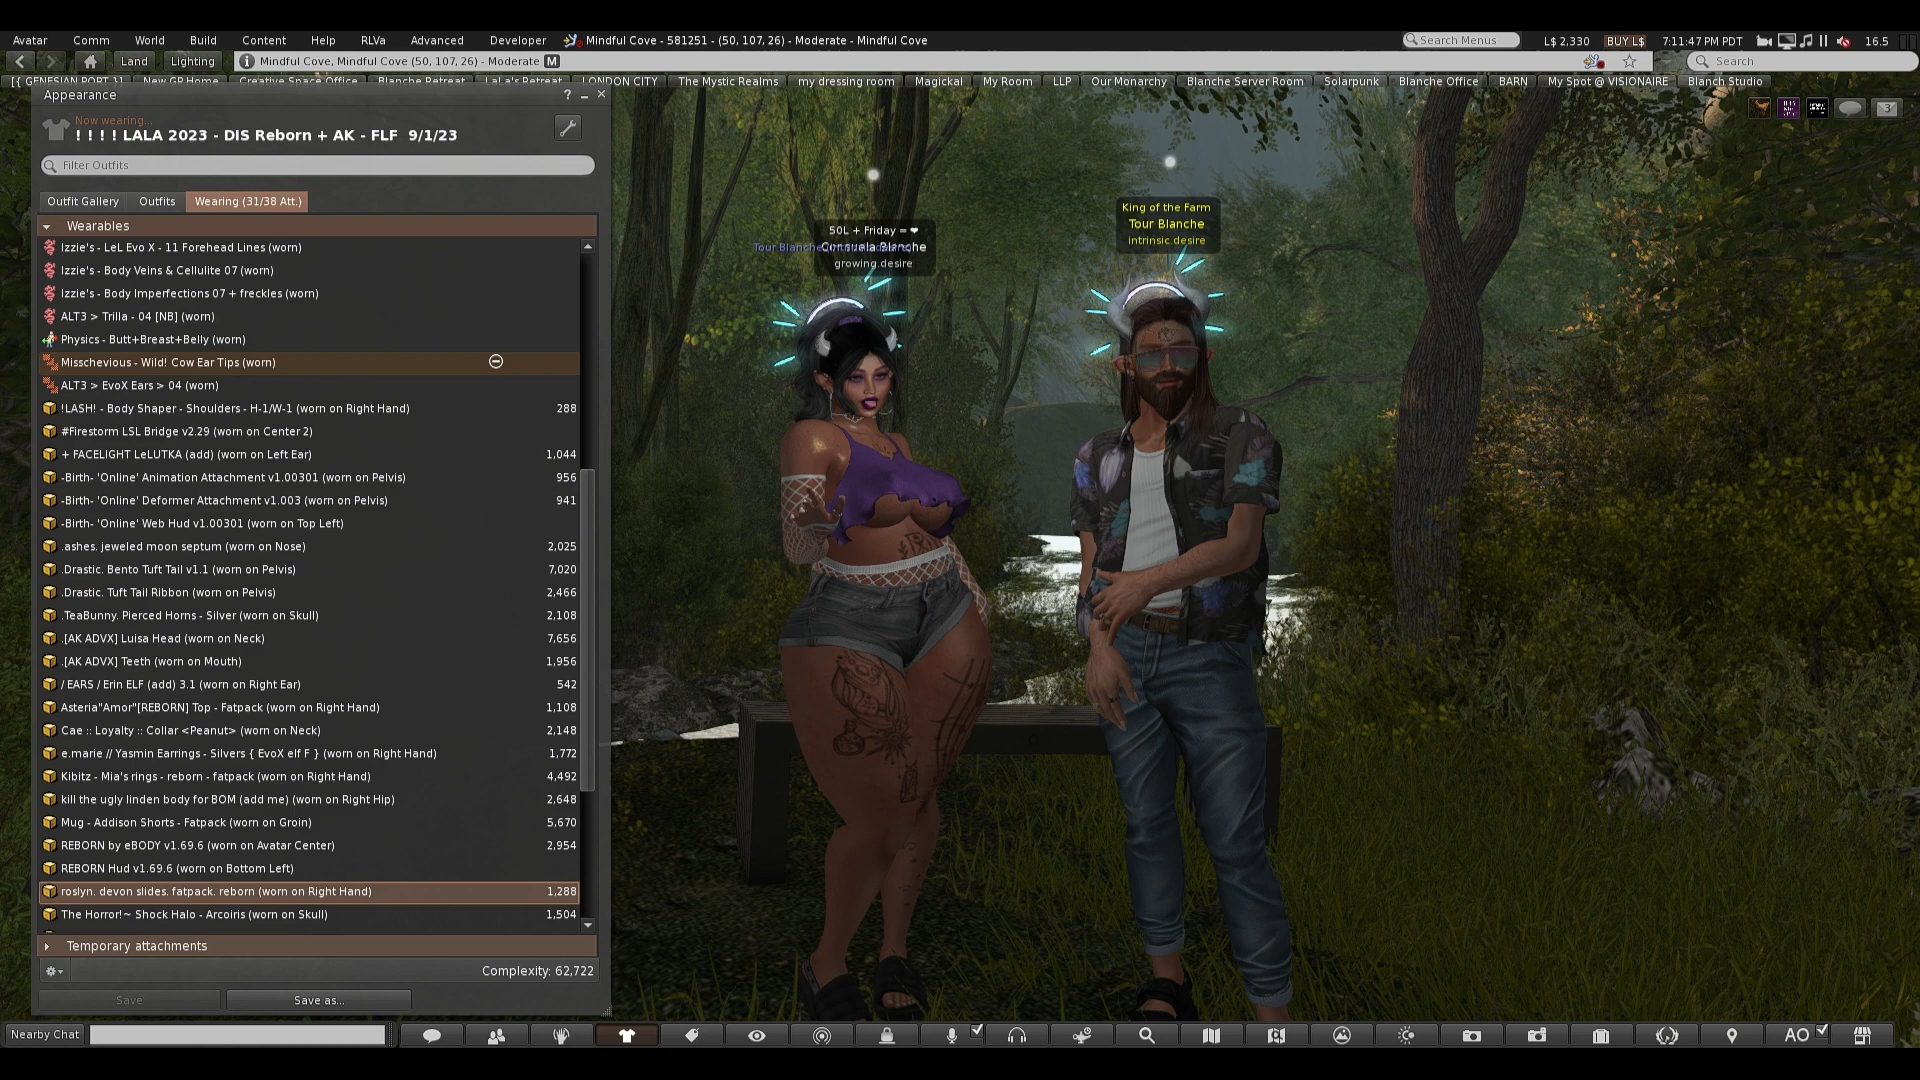 Avatar Comm World Build Content Help RLVa Advanced Developer Mindful Cove - 581251 - (50, 107, 26) - Moderate - Mindful Cove Search Menus L$ 2,330 BUY L$ 7:11:47 PM PDT 16.5
Land Lighting Mindful Cove, Mindful Cove (50, 107, 26) - Moderate M Search
[{ GENESIAN PORT }] New GP Home Creative Space Office Blanche Retreat LaLa's Retreat LONDON CITY The Mystic Realms my dressing room Magickal My Room LLP Our Monarchy Blanche Server Room Solarpunk Blanche Office BARN My Spot @ VISIONAIRE Blanch Studio
Appearance ? _ ×
3
Now wearing...
! ! ! ! LALA 2023 - DIS Reborn + AK - FLF 9/1/23
Filter Outfits
Outfit Gallery Outfits Wearing (31/38 Att.)
Wearables
Izzie's - LeL Evo X - 11 Forehead Lines (worn)
Izzie's - Body Veins & Cellulite 07 (worn)
Izzie's - Body Imperfections 07 + freckles (worn)
ALT3 > Trilla - 04 [NB] (worn)
Physics - Butt+Breast+Belly (worn)
Misschevious - Wild! Cow Ear Tips (worn)
ALT3 > EvoX Ears > 04 (worn)
!LASH! - Body Shaper - Shoulders - H-1/W-1 (worn on Right Hand) 288
#Firestorm LSL Bridge v2.29 (worn on Center 2)
+ FACELIGHT LeLUTKA (add) (worn on Left Ear) 1,044
-Birth- 'Online' Animation Attachment v1.00301 (worn on Pelvis) 956
-Birth- 'Online' Deformer Attachment v1.003 (worn on Pelvis) 941
-Birth- 'Online' Web Hud v1.00301 (worn on Top Left)
.ashes. jeweled moon septum (worn on Nose) 2,025
.Drastic. Bento Tuft Tail v1.1 (worn on Pelvis) 7,020
.Drastic. Tuft Tail Ribbon (worn on Pelvis) 2,466
.TeaBunny. Pierced Horns - Silver (worn on Skull) 2,108
.[AK ADVX] Luisa Head (worn on Neck) 7,656
.[AK ADVX] Teeth (worn on Mouth) 1,956
/ EARS / Erin ELF (add) 3.1 (worn on Right Ear) 542
Asteria"Amor"[REBORN] Top - Fatpack (worn on Right Hand) 1,108
Cae :: Loyalty :: Collar <Peanut> (worn on Neck) 2,148
e.marie // Yasmin Earrings - Silvers { EvoX elf F } (worn on Right Hand) 1,772
Kibitz - Mia's rings - reborn - fatpack (worn on Right Hand) 4,492
kill the ugly linden body for BOM (add me) (worn on Right Hip) 2,648
Mug - Addison Shorts - Fatpack (worn on Groin) 5,670
REBORN by eBODY v1.69.6 (worn on Avatar Center) 2,954
REBORN Hud v1.69.6 (worn on Bottom Left)
roslyn. devon slides. fatpack. reborn (worn on Right Hand) 1,288
The Horror!~ Shock Halo - Arcoiris (worn on Skull) 1,504
Temporary attachments
Complexity: 62,722
Save Save as...
50L + Friday = ❤
Tour Blanche Blanche
growing.desire
King of the Farm
Tour Blanche
intrinsic.desire
Nearby Chat AO